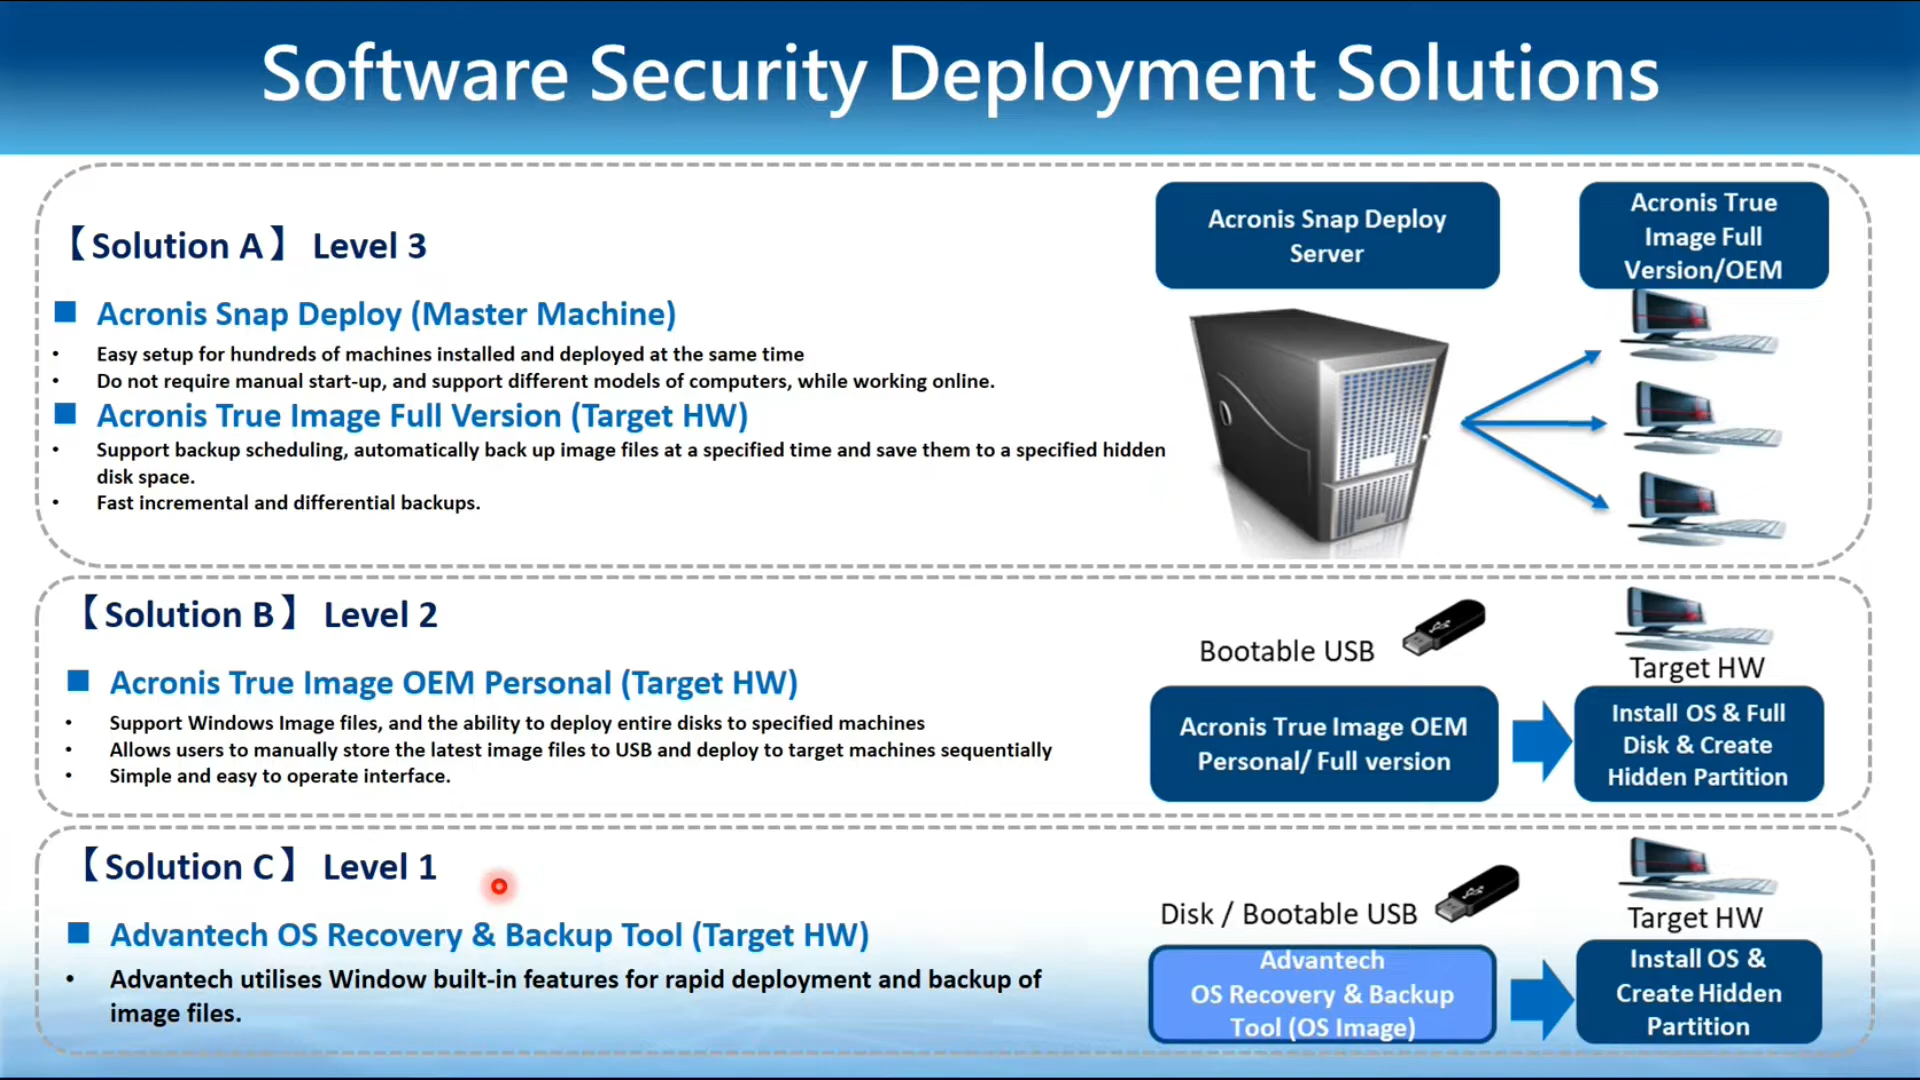 Software Security Deployment Solutions
【Solution A】 Level 3
Acronis Snap Deploy (Master Machine)
• Easy setup for hundreds of machines installed and deployed at the same time
• Do not require manual start-up, and support different models of computers, while working online.
Acronis True Image Full Version (Target HW)
• Support backup scheduling, automatically back up image files at a specified time and save them to a specified hidden
disk space.
• Fast incremental and differential backups.
Acronis Snap Deploy
Server
Acronis True
Image Full
Version/OEM
【Solution B】 Level 2
Acronis True Image OEM Personal (Target HW)
• Support Windows Image files, and the ability to deploy entire disks to specified machines
• Allows users to manually store the latest image files to USB and deploy to target machines sequentially
• Simple and easy to operate interface.
Bootable USB
Target HW
Acronis True Image OEM
Personal/ Full version
Install OS & Full
Disk & Create
Hidden Partition
【Solution C】 Level 1
Advantech OS Recovery & Backup Tool (Target HW)
• Advantech utilises Window built-in features for rapid deployment and backup of
image files.
Disk / Bootable USB
Target HW
Advantech
OS Recovery & Backup
Tool (OS Image)
Install OS &
Create Hidden
Partition